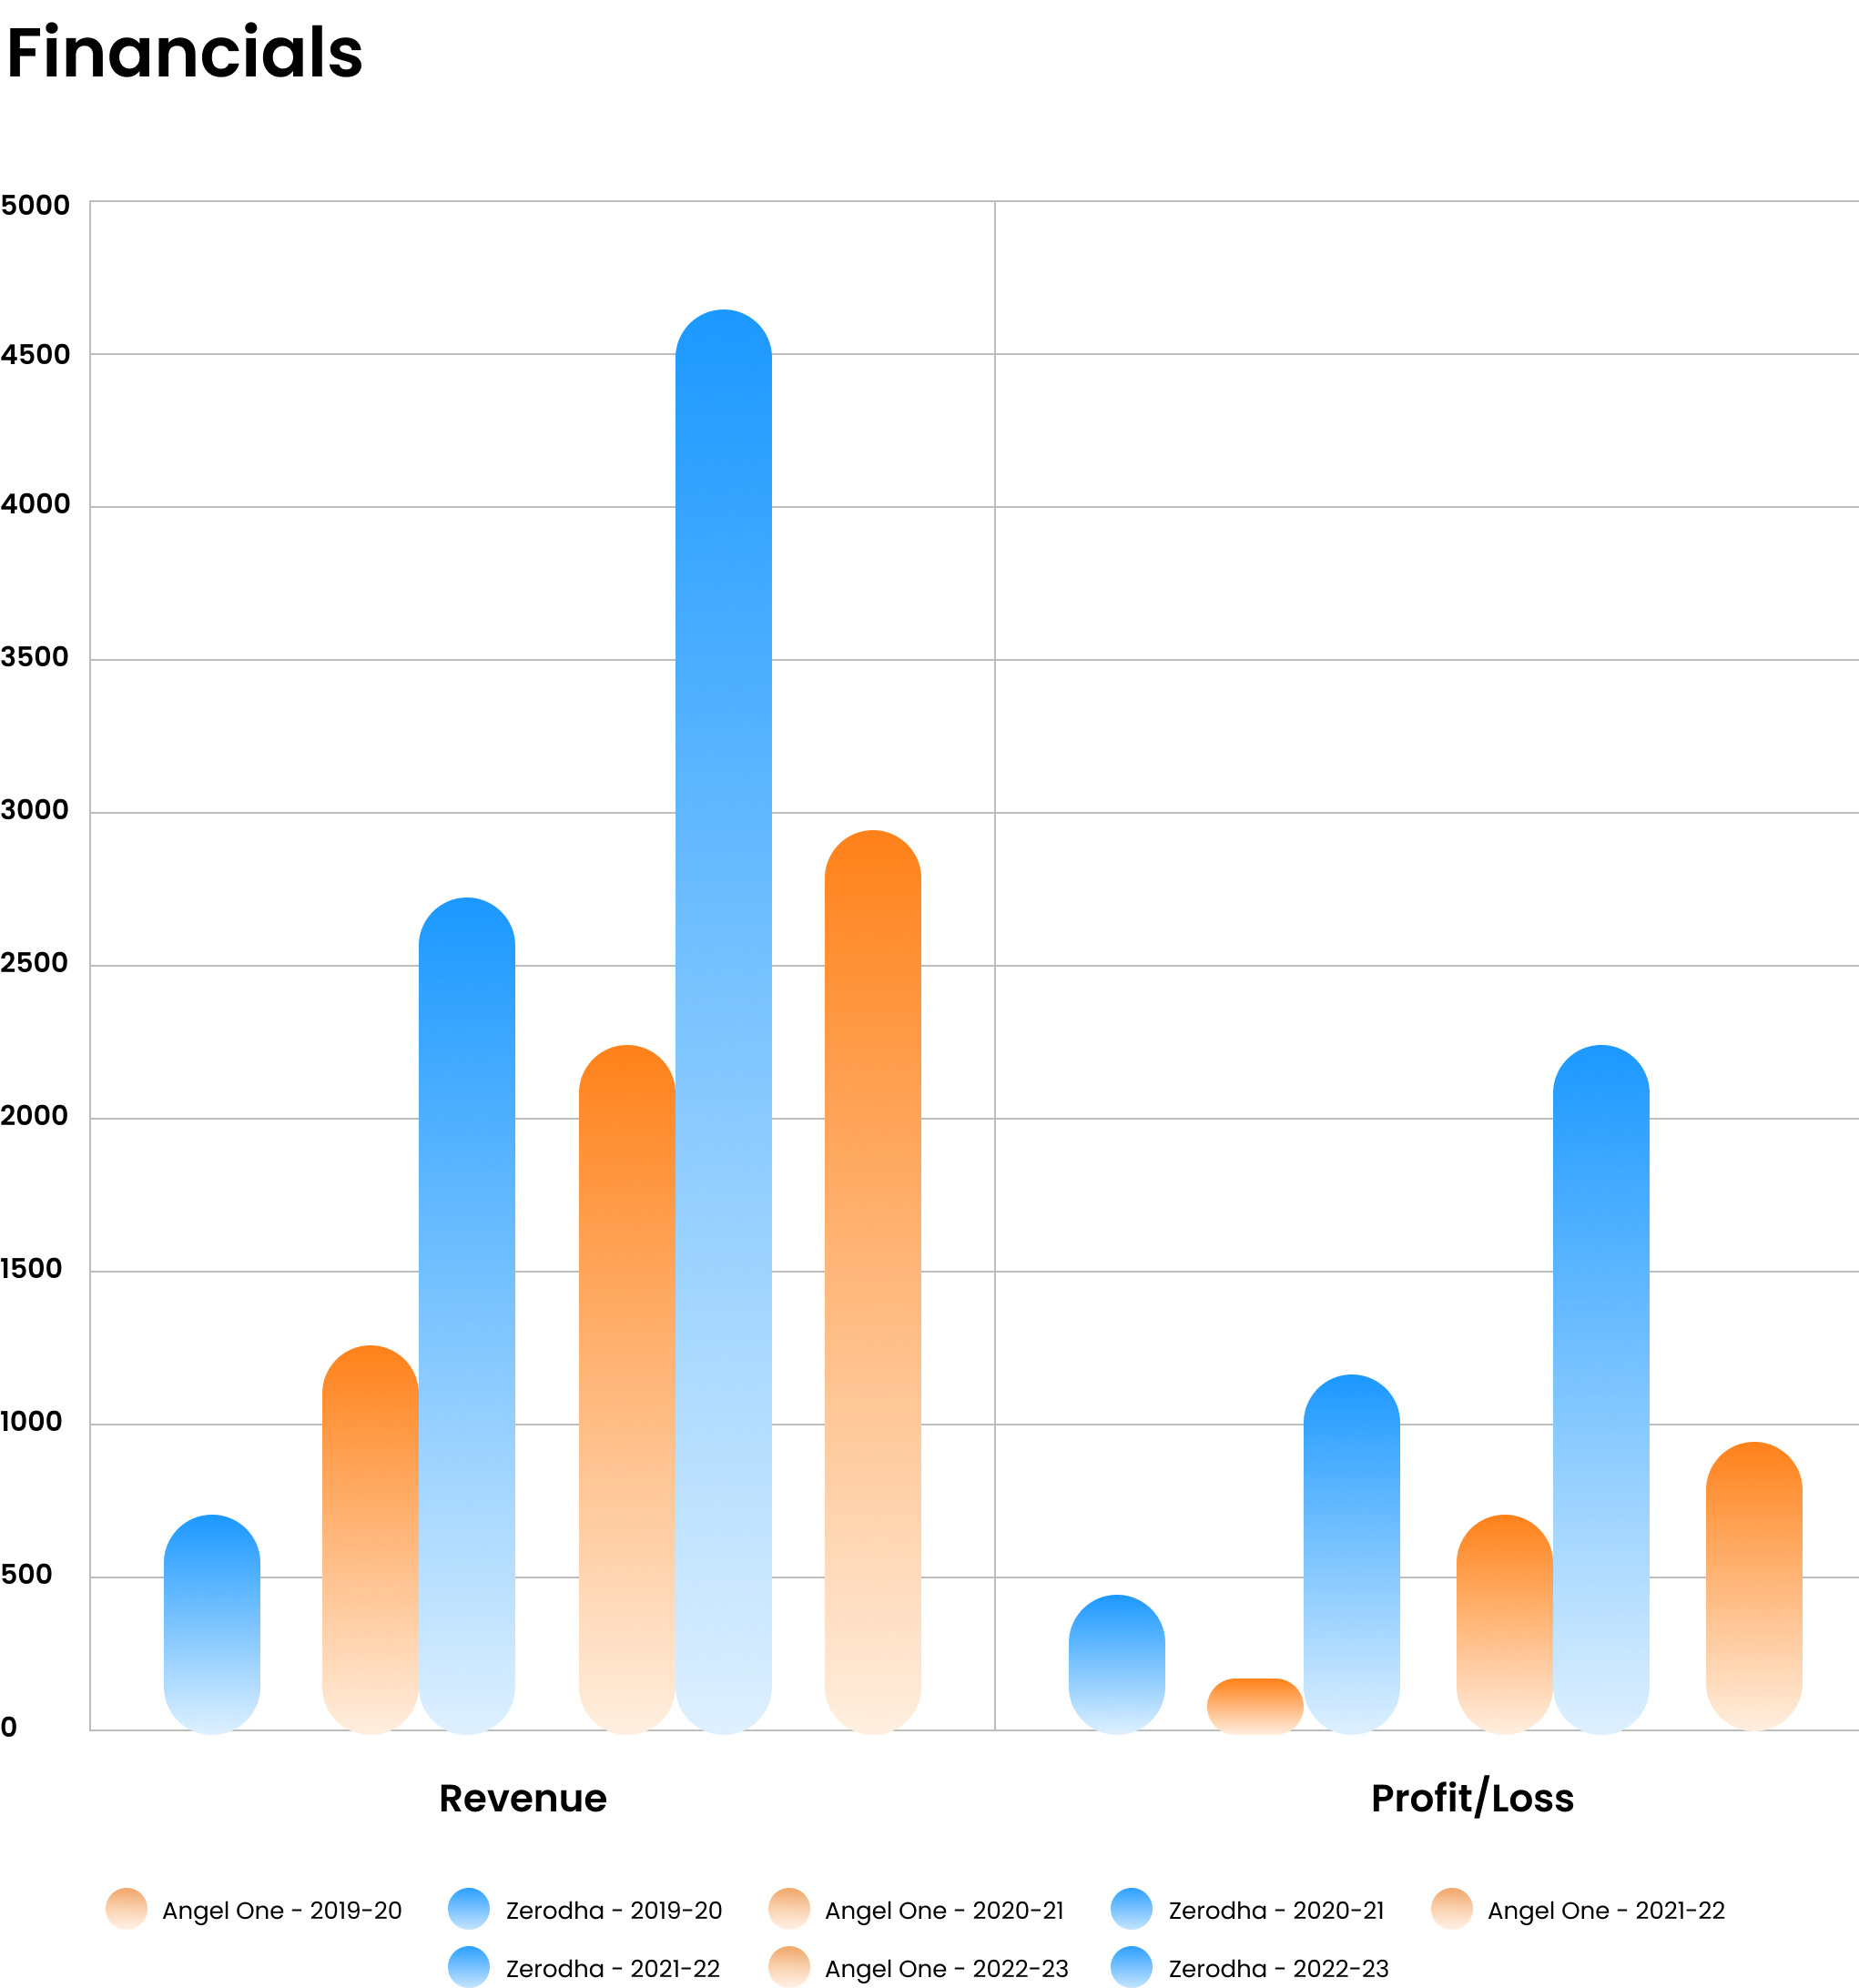 Financials
5000
4500
4000
3500
3000
2500
2000
1500
1000
500
0
Revenue Profit/Loss
Angel One - 2019-20 Zerodha - 2019-20 Angel One - 2020-21 Zerodha - 2020-21 Angel One - 2021-22
Zerodha - 2021-22 Angel One - 2022-23 Zerodha - 2022-23